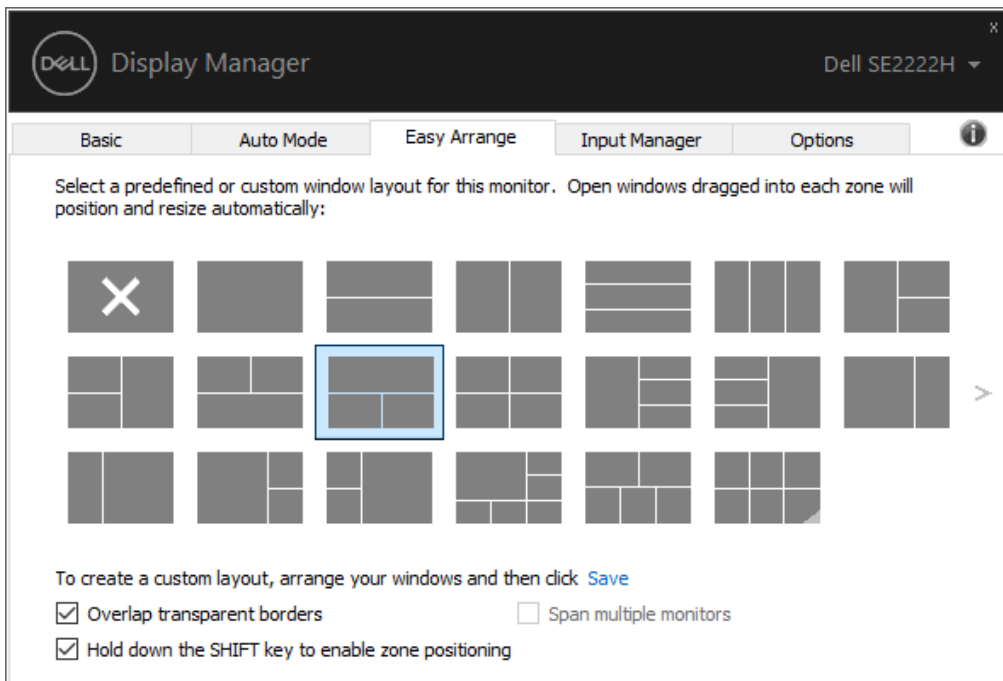 x
DELL Display Manager Dell SE2222H
Basic Auto Mode Easy Arrange Input Manager Options
Select a predefined or custom window layout for this monitor. Open windows dragged into each zone will
position and resize automatically:
>
To create a custom layout, arrange your windows and then click Save
Overlap transparent borders Span multiple monitors
Hold down the SHIFT key to enable zone positioning